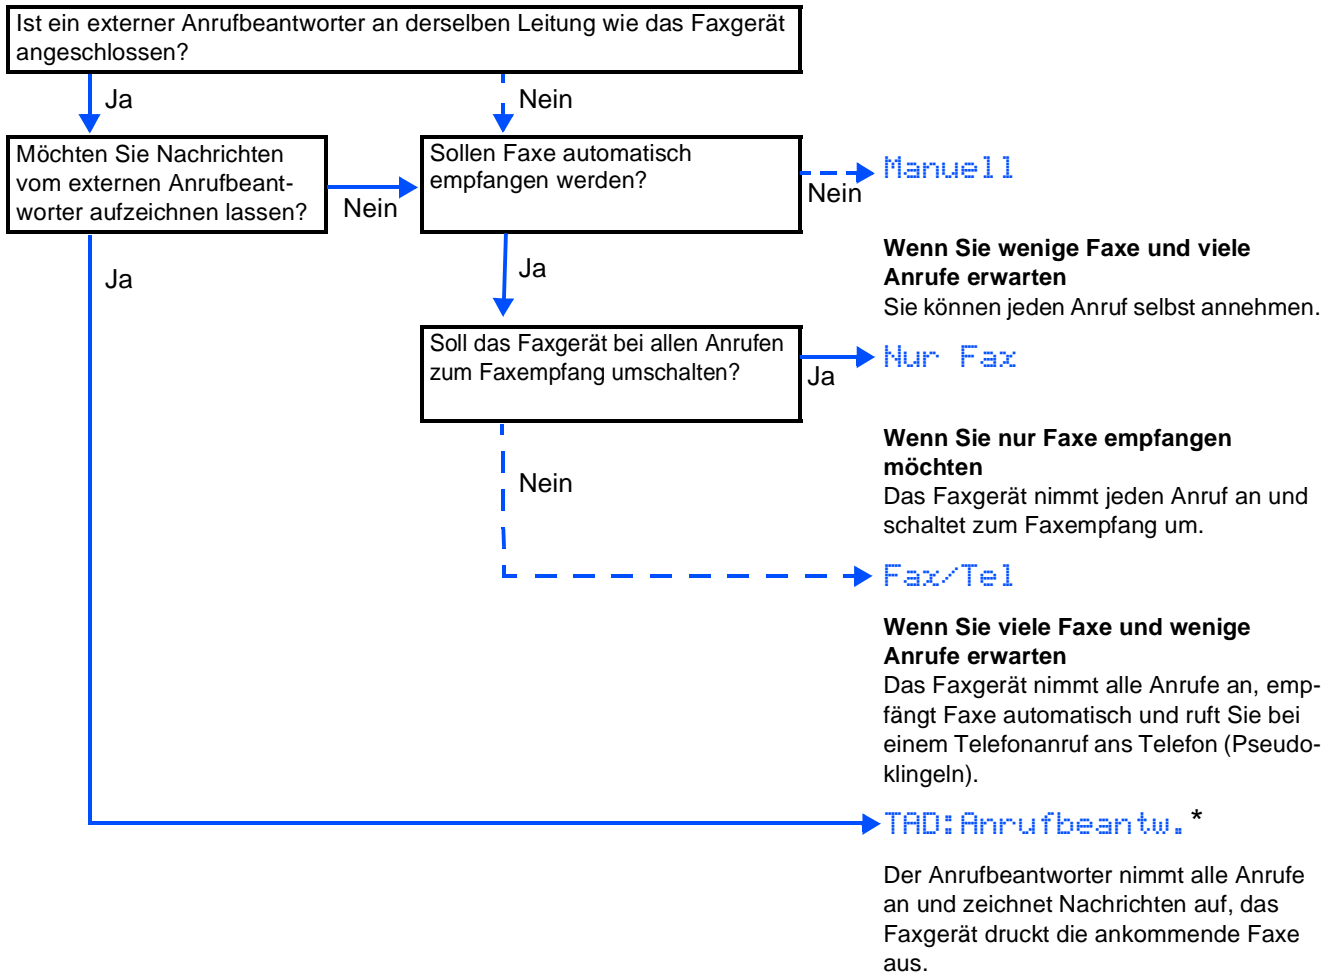 Ist ein externer Anrufbeantworter an derselben Leitung wie das Faxgerät
angeschlossen?
Ja
Nein
Möchten Sie Nachrichten
vom externen Anrufbeant-
worter aufzeichnen lassen?
Nein
Sollen Faxe automatisch
empfangen werden?
Nein
Manuell
Wenn Sie wenige Faxe und viele
Anrufe erwarten
Sie können jeden Anruf selbst annehmen.
Ja
Ja
Soll das Faxgerät bei allen Anrufen
zum Faxempfang umschalten?
Ja
Nur Fax
Wenn Sie nur Faxe empfangen
möchten
Das Faxgerät nimmt jeden Anruf an und
schaltet zum Faxempfang um.
Nein
Fax/Tel
Wenn Sie viele Faxe und wenige
Anrufe erwarten
Das Faxgerät nimmt alle Anrufe an, emp-
fängt Faxe automatisch und ruft Sie bei
einem Telefonanruf ans Telefon (Pseudo-
klingeln).
TAD:Anrufbeantw.*
Der Anrufbeantworter nimmt alle Anrufe
an und zeichnet Nachrichten auf, das
Faxgerät druckt die ankommende Faxe
aus.